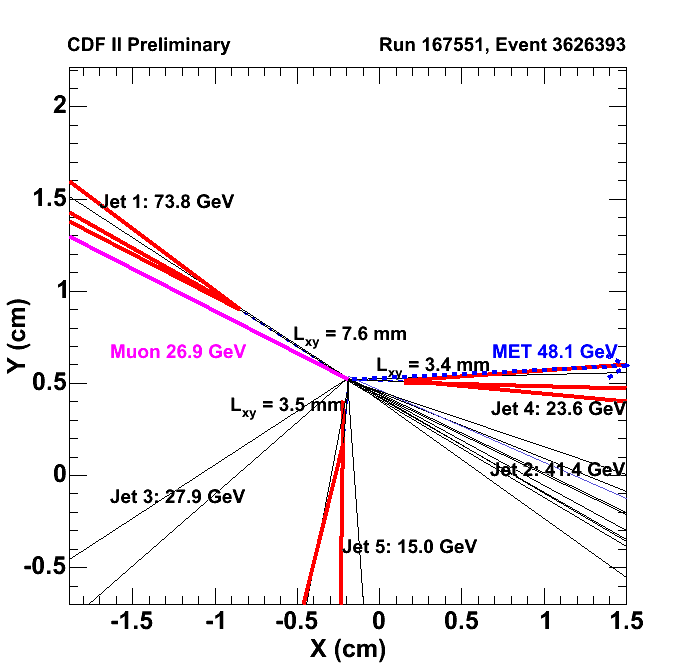 CDF II Preliminary
Run 167551, Event 3626393
2
1.5
1
0.5
0
-0.5
Y (cm)
Jet 1: 73.8 GeV
Lxy = 7.6 mm
Muon 26.9 GeV
MET 48.1 GeV
Lxy = 3.4 mm
Lxy = 3.5 mm
Jet 4: 23.6 GeV
Jet 2: 41.4 GeV
Jet 3: 27.9 GeV
Jet 5: 15.0 GeV
-1.5
-1
-0.5
0
0.5
1
1.5
X (cm)